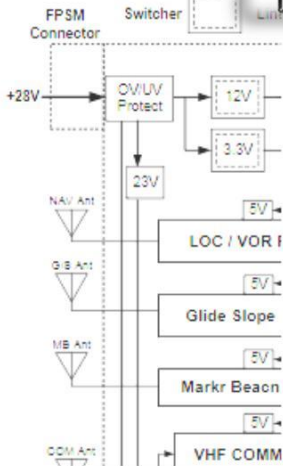 FPSM
Connector
Switcher
+28V
OV/UV
Protect
12V
3.3V
23V
NAV Ant
5V
LOC / VOR
G/S Ant
5V
Glide Slope
MB Ant
5V
Markr Beacn
5V
COM Ant
VHF COMM